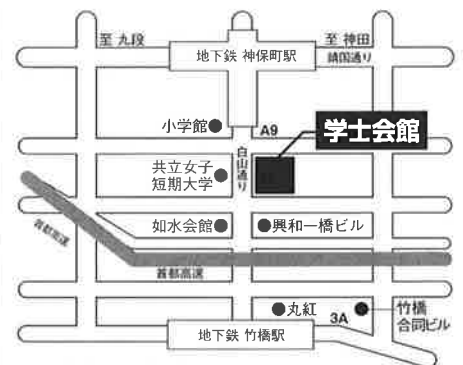 至 九段
地下鉄 神保町駅
至 神田
靖国通り
小学館
A9
学士会館
白山通り
共立女子
短期大学
如水会館
興和一橋ビル
首都高速
首都高速
丸紅
3A
竹橋
合同ビル
地下鉄 竹橋駅